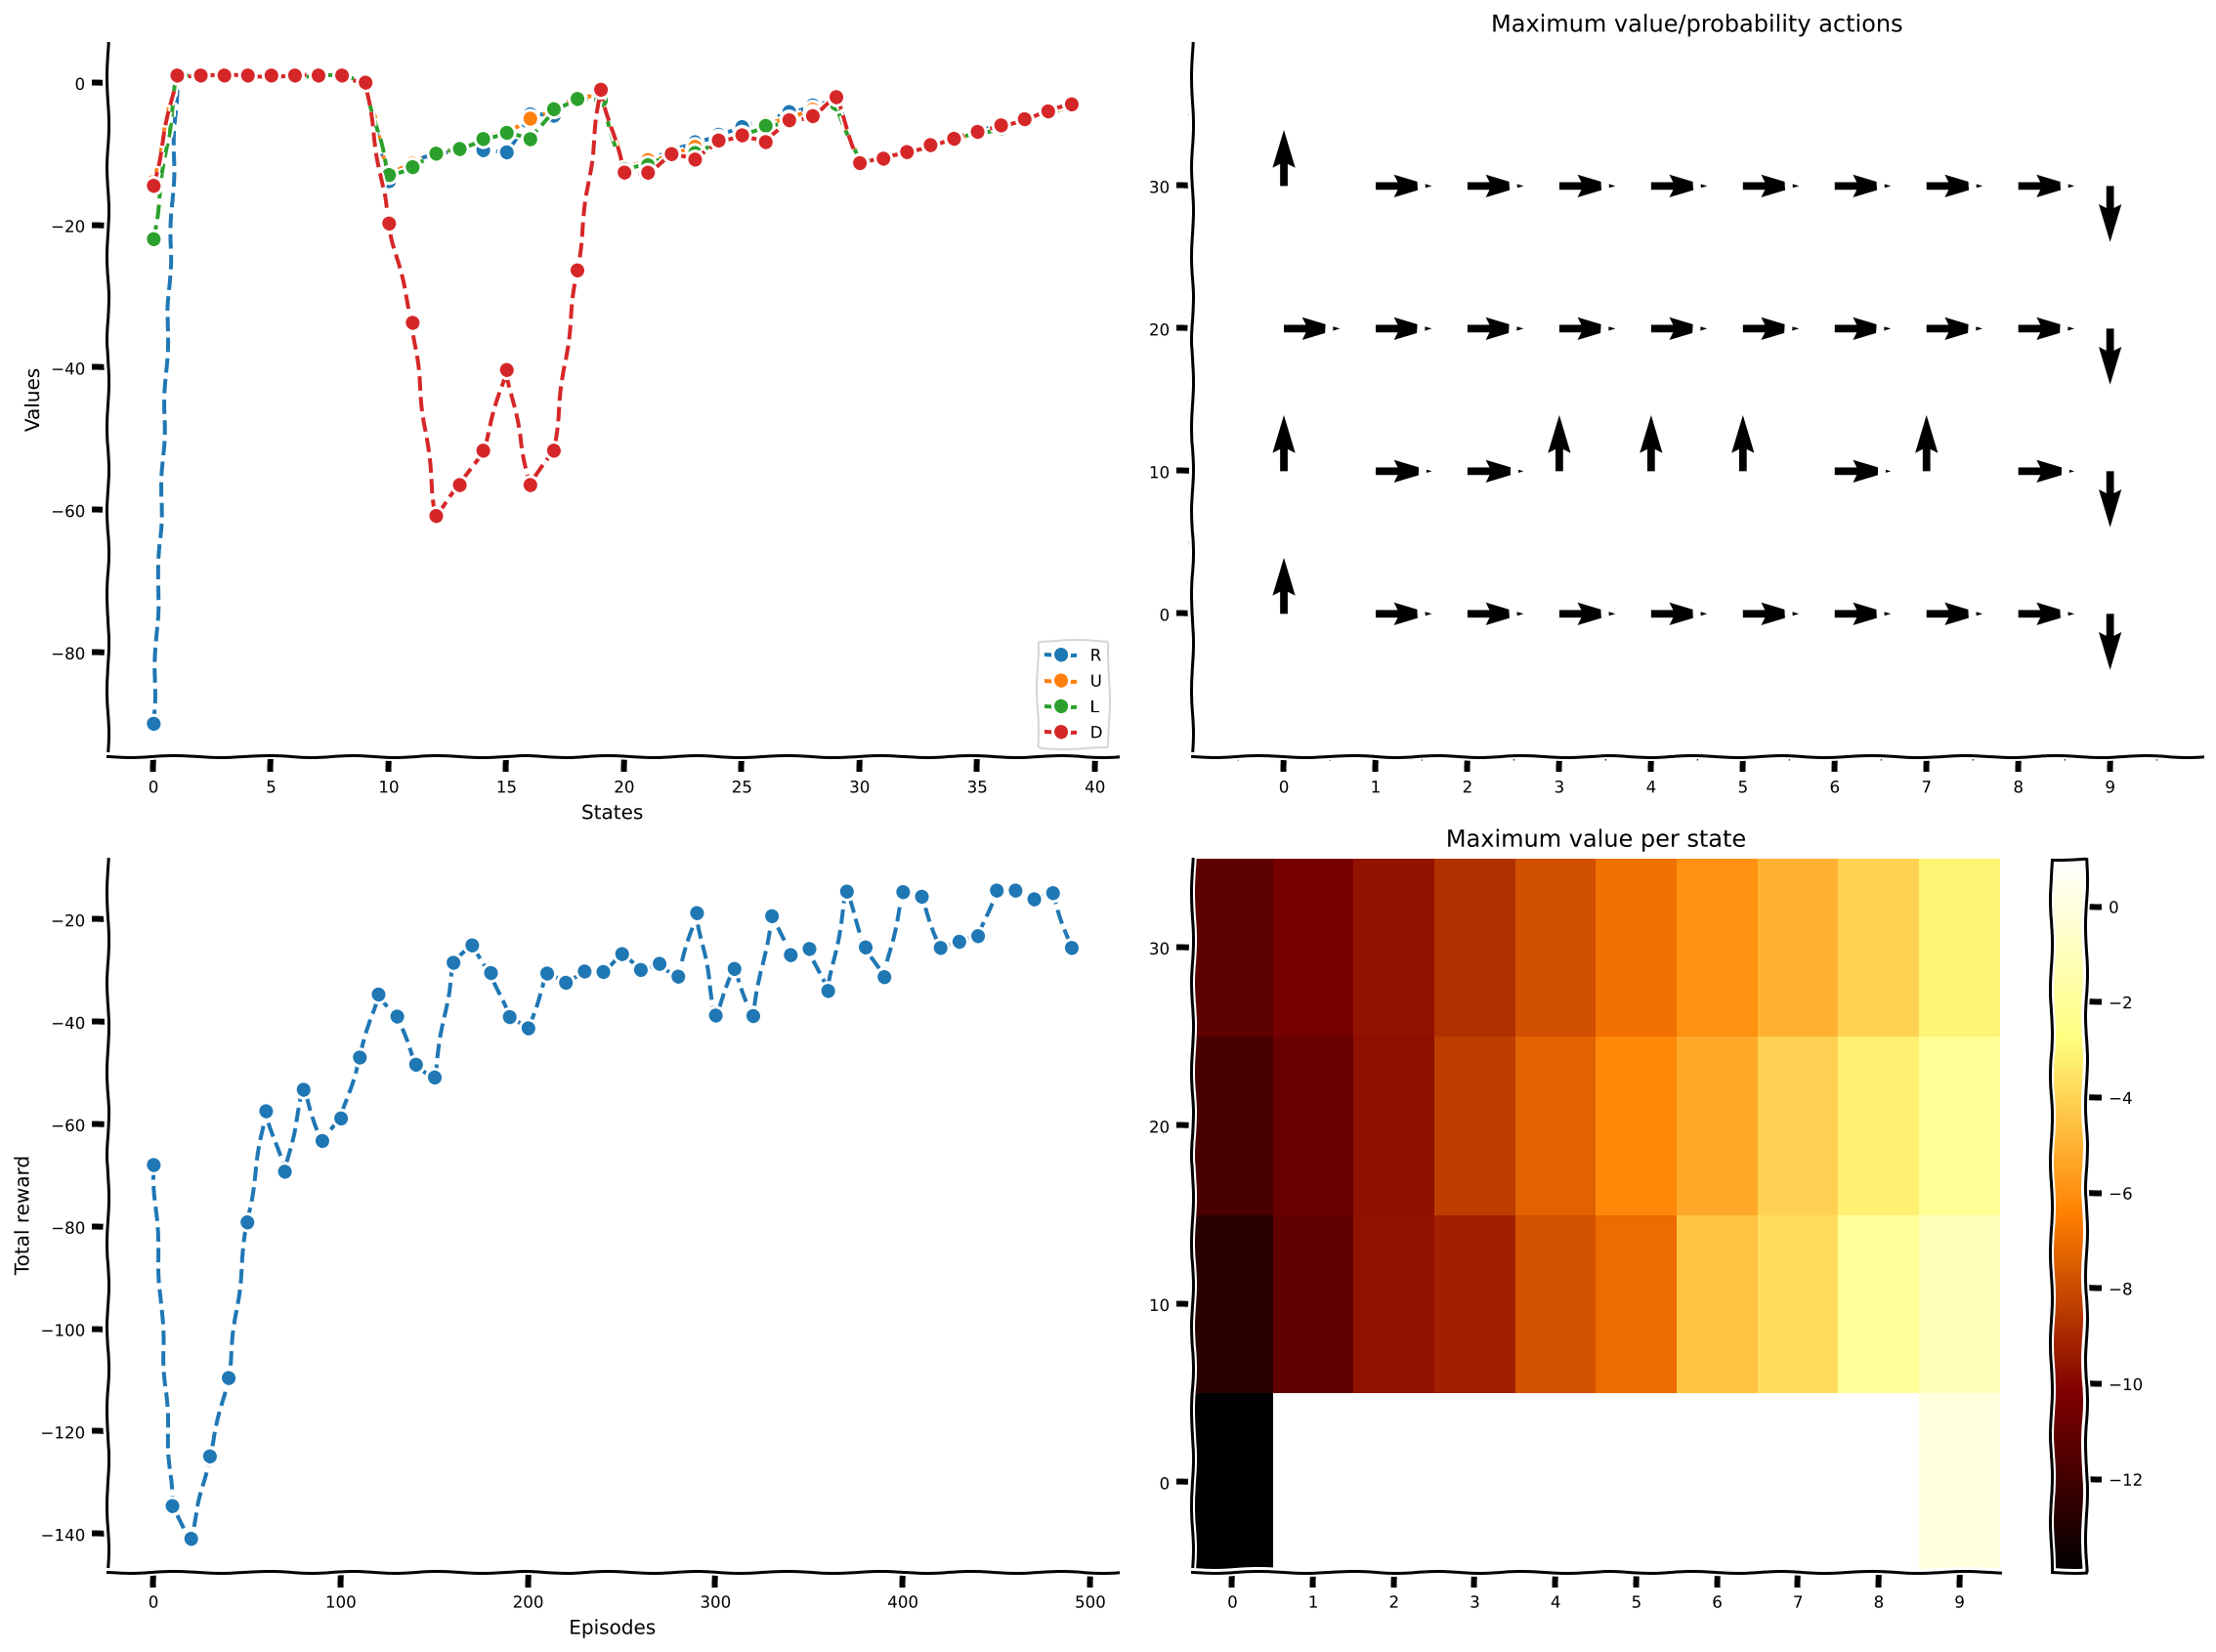 Maximum value/probability actions
0
−20
−40
−60
−80
Values
R
U
L
D
0 5 10 15 20 25 30 35 40
States
30
20
10
0
0 1 2 3 4 5 6 7 8 9
Maximum value per state
−20
−40
−60
−80
−100
−120
−140
Total reward
0 100 200 300 400 500
Episodes
30
20
10
0
0 1 2 3 4 5 6 7 8 9
0
−2
−4
−6
−8
−10
−12